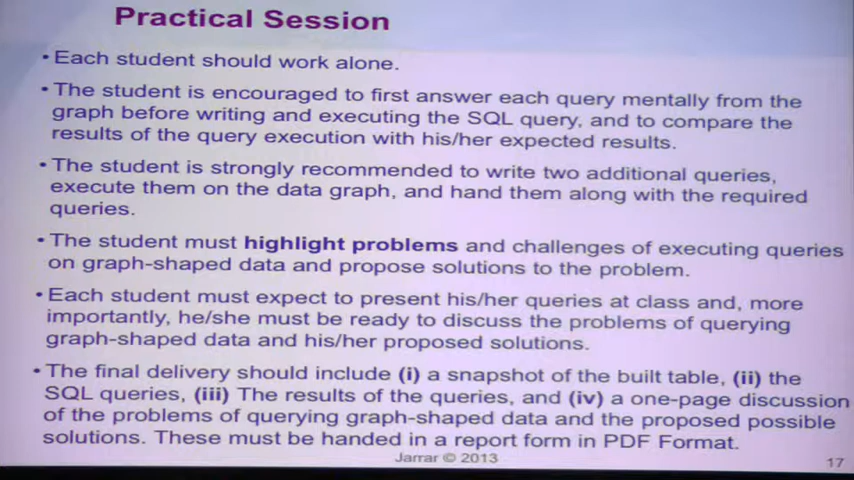 Practical Session
• Each student should work alone.
• The student is encouraged to first answer each query mentally from the
graph before writing and executing the SQL query, and to compare the
results of the query execution with his/her expected results.
• The student is strongly recommended to write two additional queries,
execute them on the data graph, and hand them along with the required
queries.
• The student must highlight problems and challenges of executing queries
on graph-shaped data and propose solutions to the problem.
• Each student must expect to present his/her queries at class and, more
importantly, he/she must be ready to discuss the problems of querying
graph-shaped data and his/her proposed solutions.
• The final delivery should include (i) a snapshot of the built table, (ii) the
SQL queries, (iii) The results of the queries, and (iv) a one-page discussion
of the problems of querying graph-shaped data and the proposed possible
solutions. These must be handed in a report form in PDF Format.
Jarrar © 2013
17